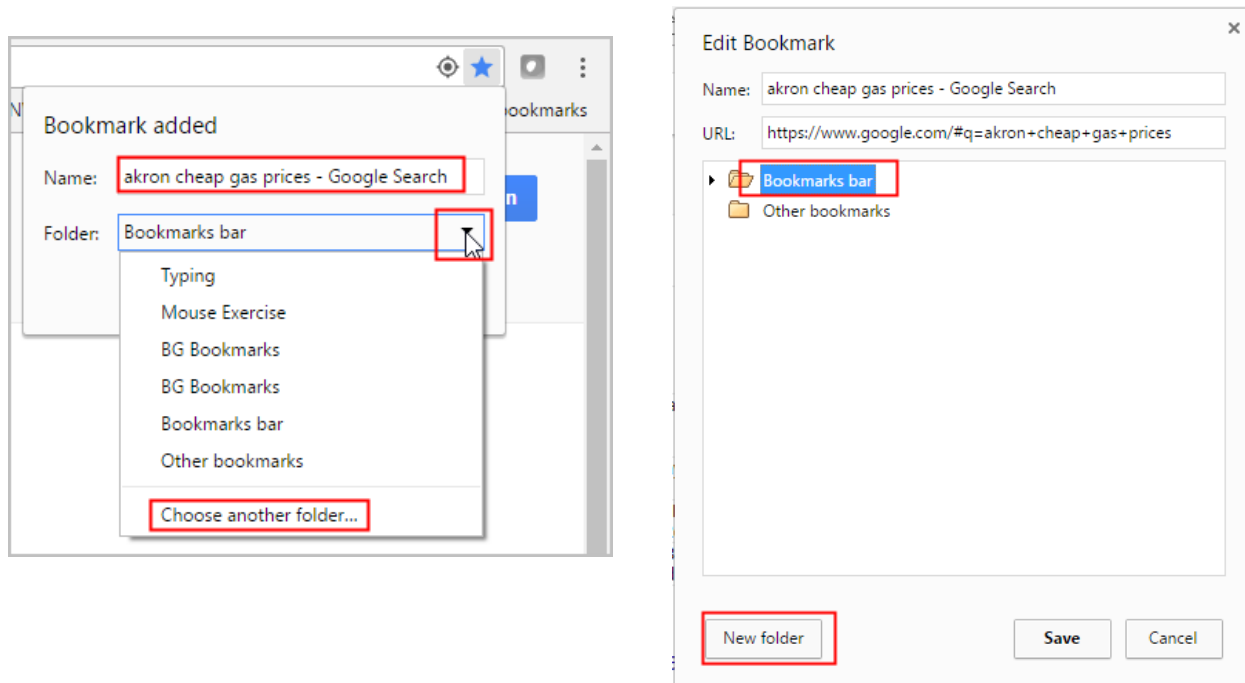 bookmarks
Bookmark added
Name: akron cheap gas prices - Google Search
Folder: Bookmarks bar
Typing
Mouse Exercise
BG Bookmarks
BG Bookmarks
Bookmarks bar
Other bookmarks
Choose another folder...
Edit Bookmark
Name: akron cheap gas prices - Google Search
URL: https://www.google.com/#q=akron+cheap+gas+prices
Bookmarks bar
Other bookmarks
New folder Save Cancel